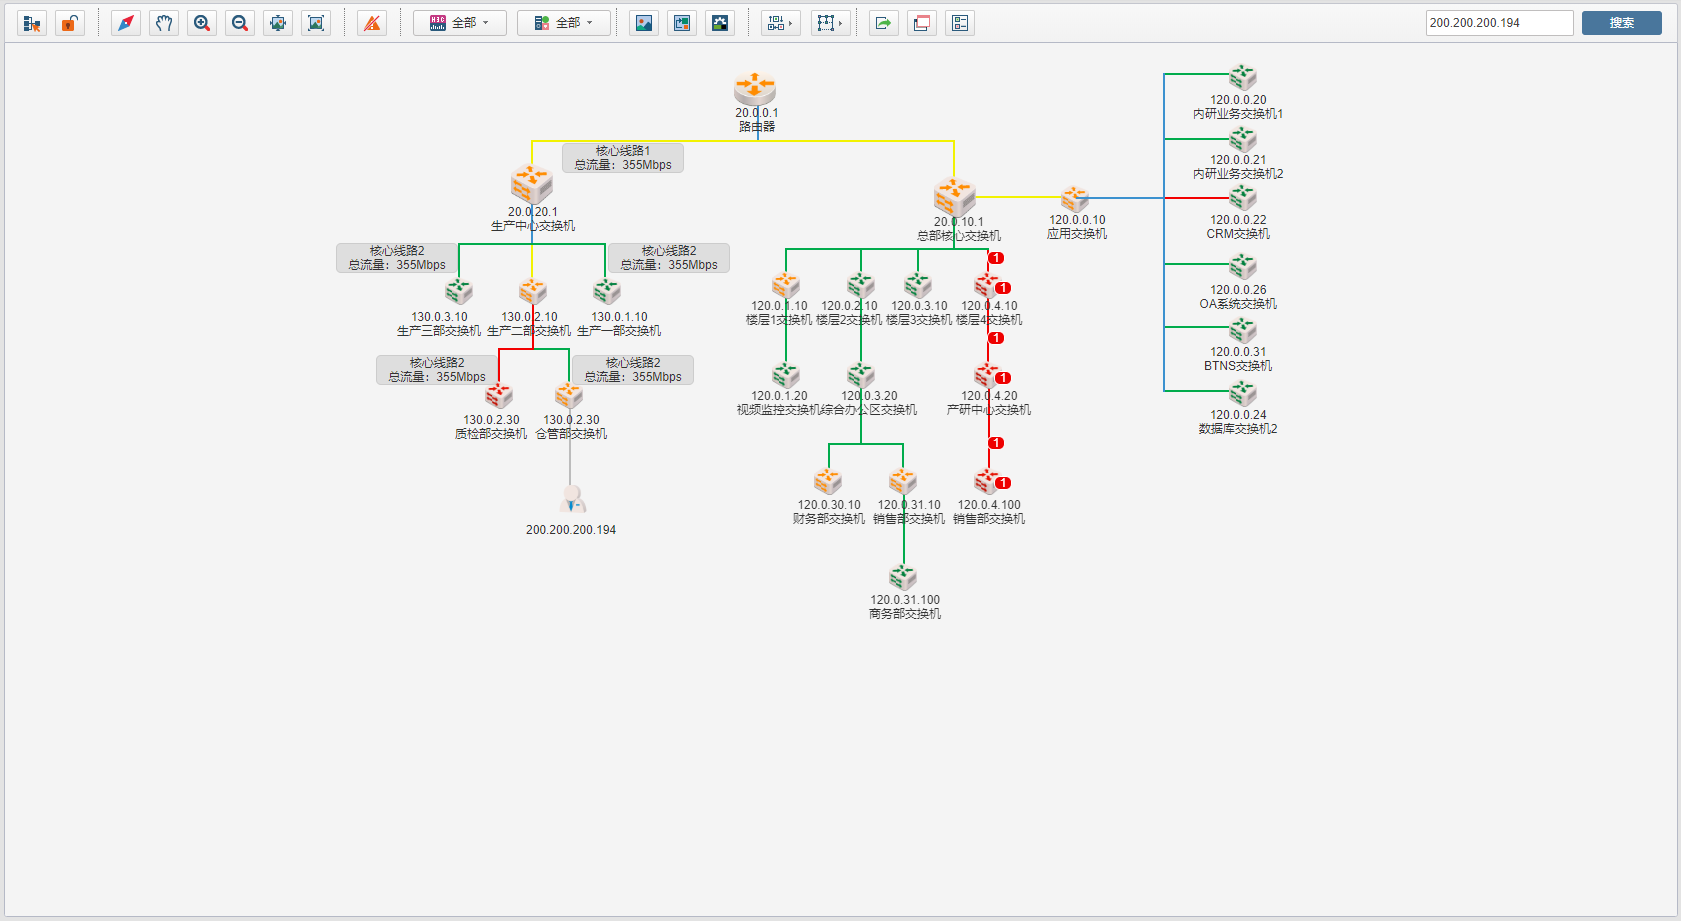 H3C 全部
全部
200.200.200.194
搜索
20.0.0.1
路由器
核心线路1
总流量：355Mbps
20.0.20.1
生产中心交换机
20.0.10.1
总部核心交换机
120.0.0.10
应用交换机
120.0.0.20
内研业务交换机1
120.0.0.21
内研业务交换机2
120.0.0.22
CRM交换机
120.0.0.26
OA系统交换机
120.0.0.31
BTNS交换机
120.0.0.24
数据库交换机2
核心线路2
总流量：355Mbps
核心线路2
总流量：355Mbps
130.0.3.10
生产三部交换机
130.0.2.10
生产二部交换机
130.0.1.10
生产一部交换机
核心线路2
总流量：355Mbps
核心线路2
总流量：355Mbps
130.0.2.30
质检部交换机
130.0.2.30
仓管部交换机
200.200.200.194
1
1
120.0.1.10
楼层1交换机
120.0.2.10
楼层2交换机
120.0.3.10
楼层3交换机
120.0.4.10
楼层4交换机
1
1
120.0.1.20
视频监控交换机
120.0.3.20
综合办公区交换机
120.0.4.20
产研中心交换机
1
1
120.0.30.10
财务部交换机
120.0.31.10
销售部交换机
120.0.4.100
销售部交换机
120.0.31.100
商务部交换机